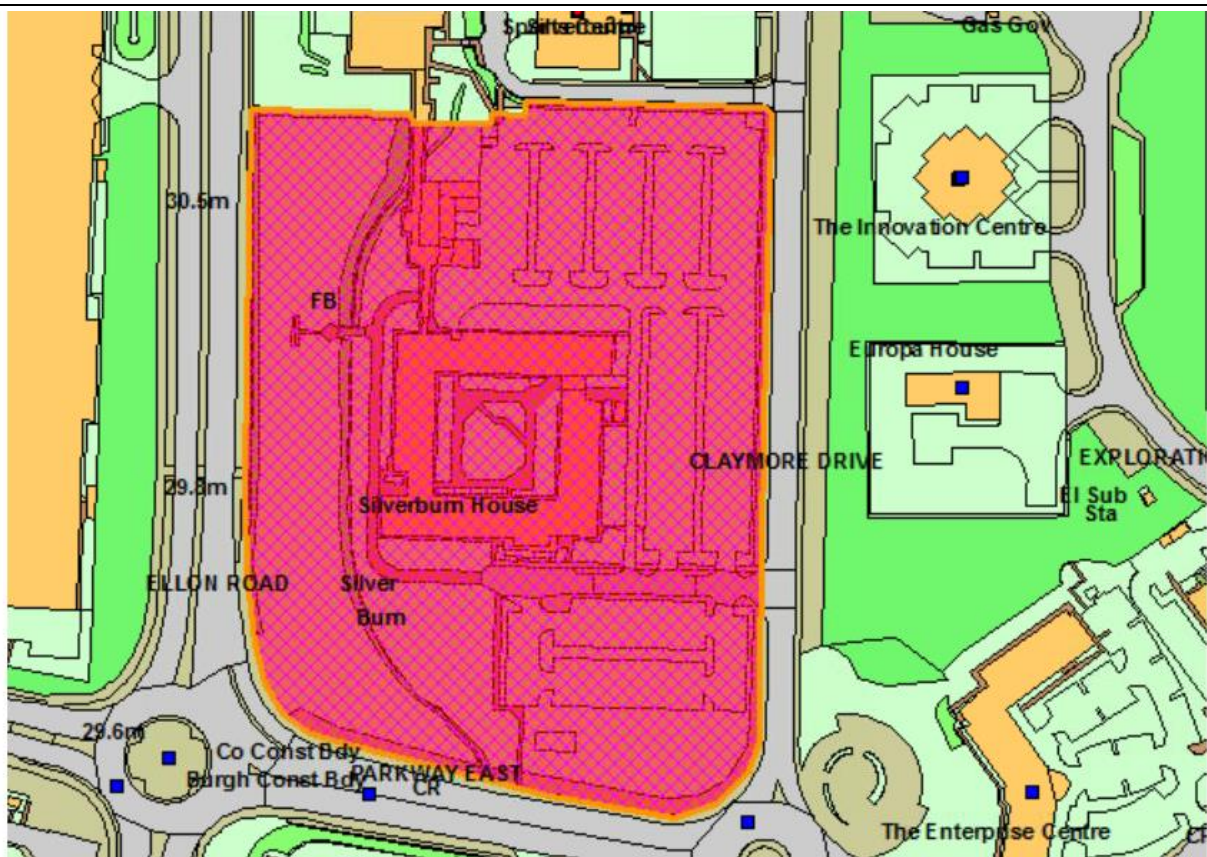 Gas Gov
30.5m
The Innovation Centre
FB
Europa House
CLAYMORE DRIVE
29.8m
Silverburn House
El Sub
Sta
ELLON ROAD
Silver
Burn
29.6m
Co Const Bdy
Burgh Const Bdy
PARKWAY EAST
CR
The Enterprise Centre